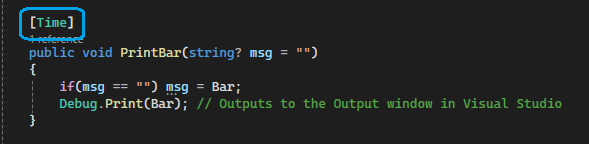 [Time]
1 reference
public void PrintBar(string? msg = "")
{
if(msg == "") msg = Bar;
Debug.Print(Bar); // Outputs to the Output window in Visual Studio
}